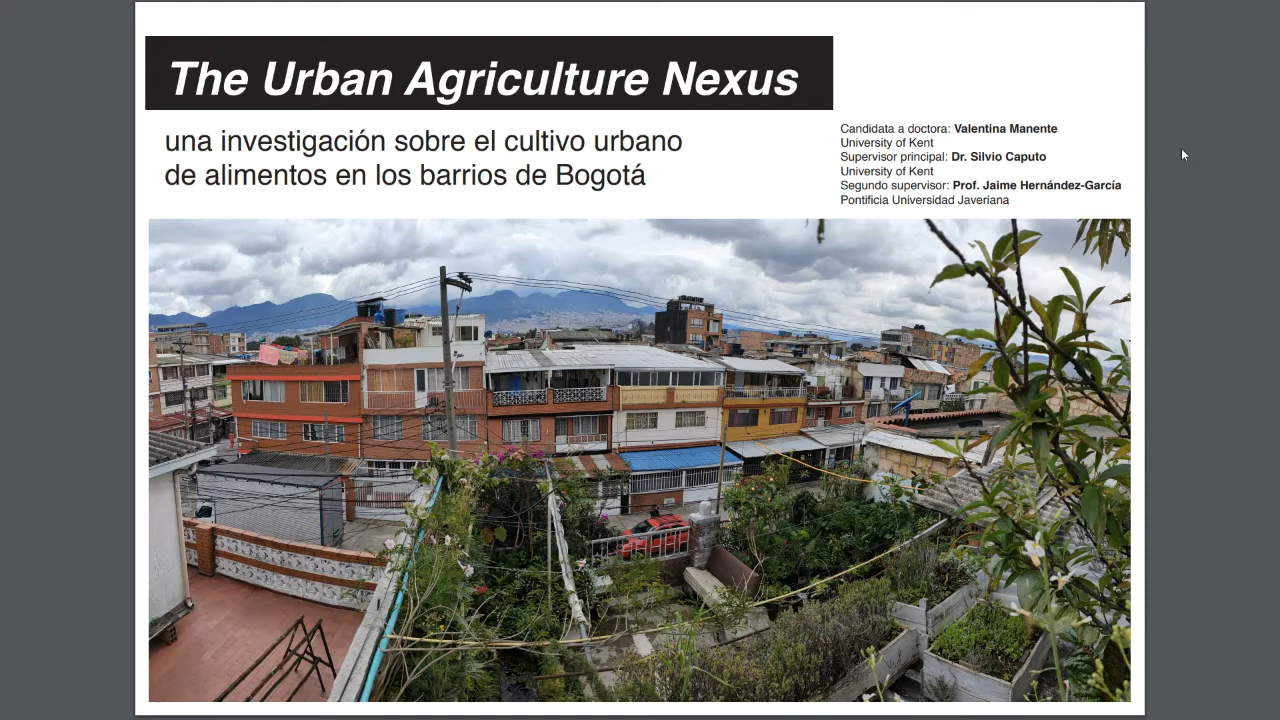 The Urban Agriculture Nexus
una investigación sobre el cultivo urbano
de alimentos en los barrios de Bogotá
Candidata a doctora: Valentina Manente
University of Kent
Supervisor principal: Dr. Silvio Caputo
University of Kent
Segundo supervisor: Prof. Jaime Hernández-García
Pontificia Universidad Javeriana